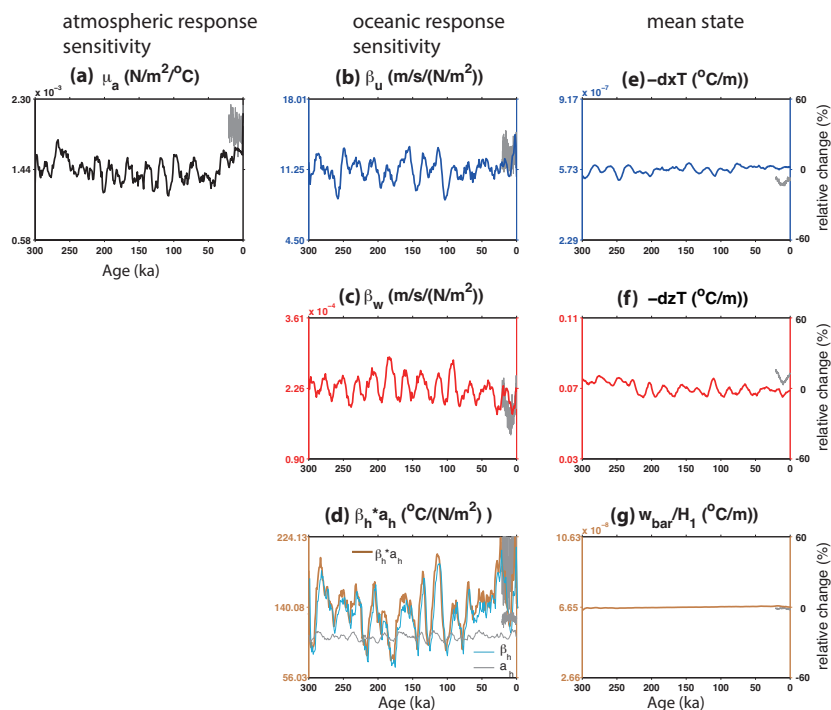 atmospheric response sensitivity
oceanic response sensitivity
mean state
(a) μa (N/m²/°C)
x 10⁻³
2.30
1.44
0.58
300 250 200 150 100 50 0
Age (ka)
(b) βu (m/s/(N/m²))
18.01
11.25
4.50
300 250 200 150 100 50 0
(e) −dxT (°C/m))
x 10⁻⁷
9.17
5.73
2.29
60
0
-60
relative change (%)
300 250 200 150 100 50 0
(c) βw (m/s/(N/m²))
x 10⁻⁴
3.61
2.26
0.90
300 250 200 150 100 50 0
(f) −dzT (°C/m))
0.11
0.07
0.03
60
0
-60
relative change (%)
300 250 200 150 100 50 0
(d) βh*ah (°C/(N/m²) )
224.13
140.08
56.03
βh*ah
βh
ah
300 250 200 150 100 50 0
Age (ka)
(g) wbar/H1 (°C/m))
x 10⁻⁸
10.63
6.65
2.66
60
0
-60
relative change (%)
300 250 200 150 100 50 0
Age (ka)